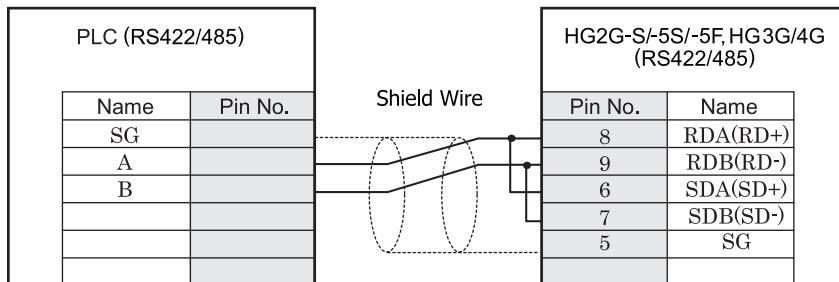 PLC (RS422/485)
HG2G-S/-5S/-5F, HG3G/4G
(RS422/485)
Shield Wire
Name Pin No.
SG
A
B
Pin No. Name
8 RDA(RD+)
9 RDB(RD-)
6 SDA(SD+)
7 SDB(SD-)
5 SG